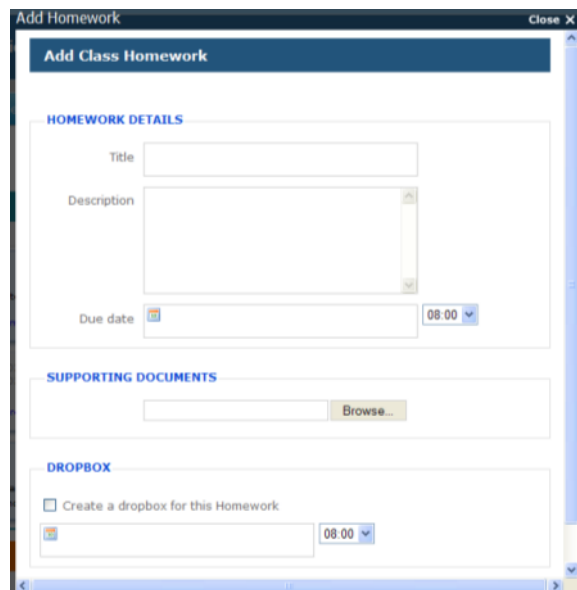 Add Homework Close X
Add Class Homework
HOMEWORK DETAILS
Title
Description
Due date 08:00
SUPPORTING DOCUMENTS
Browse...
DROPBOX
Create a dropbox for this Homework
08:00